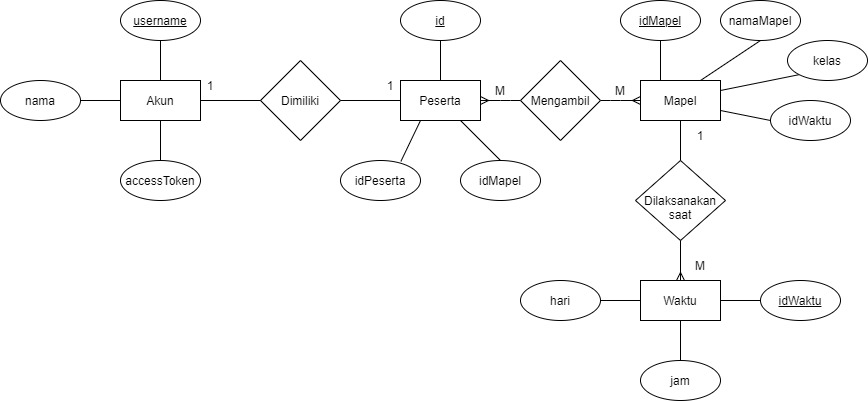 username
id
idMapel
namaMapel
kelas
nama
Akun
1
Dimiliki
1
Peserta
M
Mengambil
M
Mapel
idWaktu
1
accessToken
idPeserta
idMapel
Dilaksanakan
saat
M
hari
Waktu
idWaktu
jam